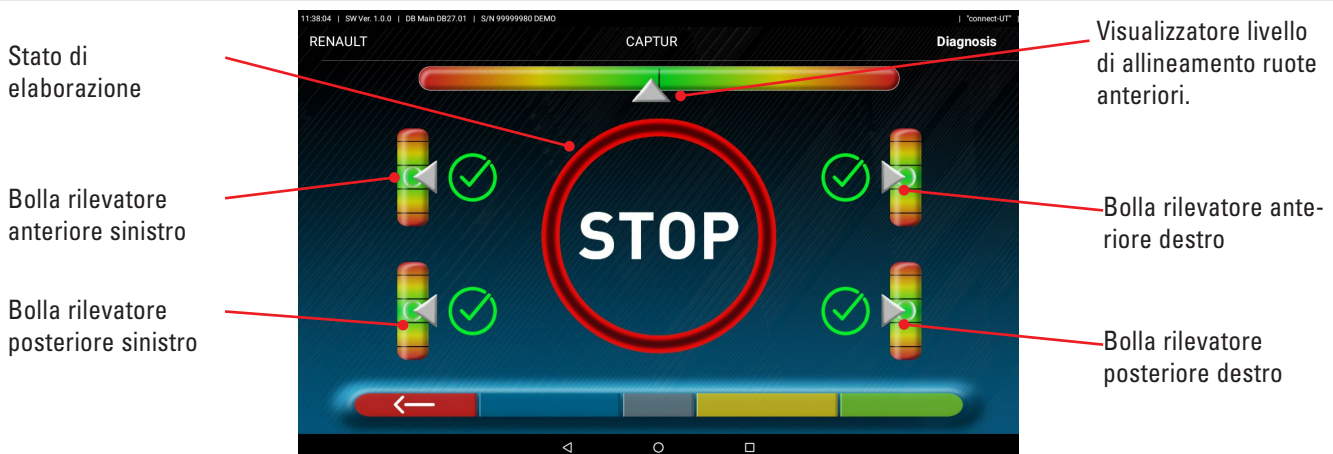 11:38:04 | SW Ver. 1.0.0 | DB Main DB27.01 | S/N 99999980 DEMO | "connect-UT" |
RENAULT CAPTUR Diagnosis
Stato di
elaborazione
Visualizzatore livello
di allineamento ruote
anteriori.
STOP
Bolla rilevatore
anteriore sinistro
Bolla rilevatore ante-
riore destro
Bolla rilevatore
posteriore sinistro
Bolla rilevatore
posteriore destro